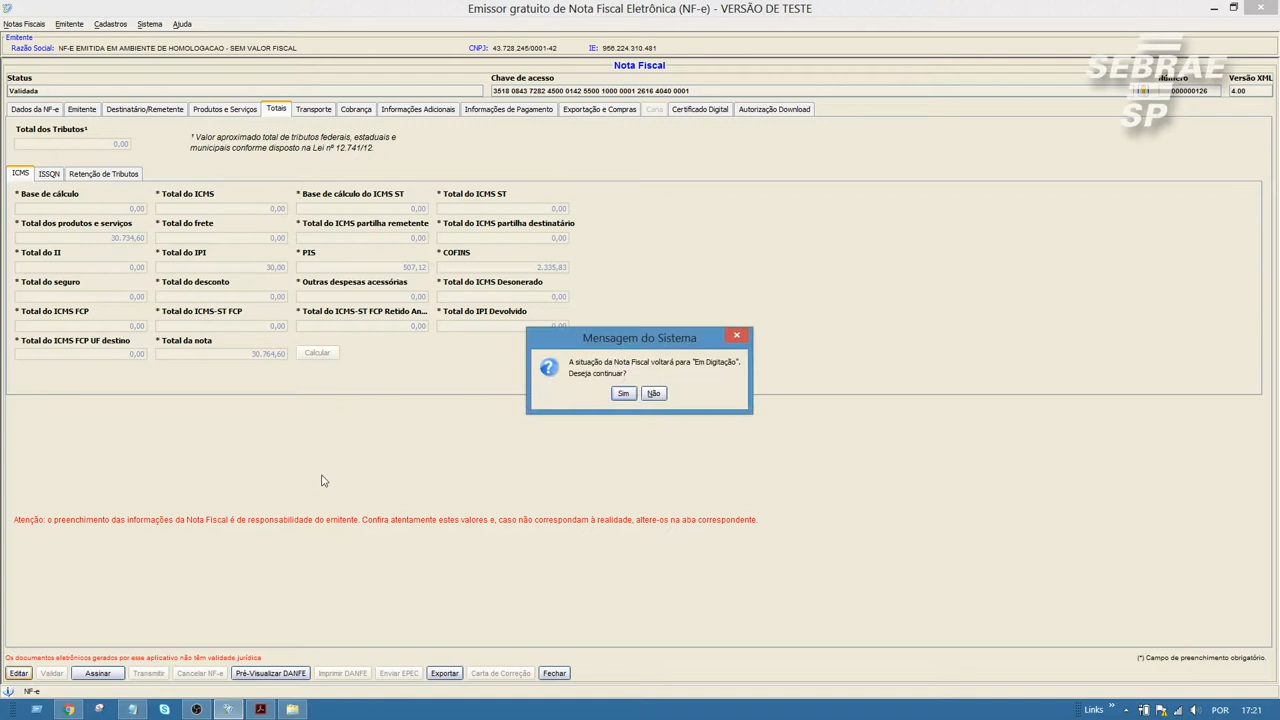 Emissor gratuito de Nota Fiscal Eletrônica (NF-e) - VERSÃO DE TESTE
Notas Fiscais Emitente Cadastros Sistema Ajuda
Emitente
Razão Social: NF-E EMITIDA EM AMBIENTE DE HOMOLOGACAO - SEM VALOR FISCAL CNPJ: 43.728.245/0001-42 IE: 956.224.310.481
Nota Fiscal
SEBRAE
SP
Status Chave de acesso Número Versão XML
Validada 3518 0843 7282 4500 0142 5500 1000 0001 2616 4040 0001 000000126 4.00
Dados da NF-e Emitente Destinatário/Remetente Produtos e Serviços Totais Transporte Cobrança Informações Adicionais Informações de Pagamento Exportação e Compras Cana Certificado Digital Autorização Download
Total dos Tributos¹
0,00
¹ Valor aproximado total de tributos federais, estaduais e
municipais conforme disposto na Lei nº 12.741/12.
ICMS ISSQN Retenção de Tributos
* Base de cálculo * Total do ICMS * Base de cálculo do ICMS ST * Total do ICMS ST
0,00 0,00 0,00 0,00
* Total dos produtos e serviços * Total do frete * Total do ICMS partilha remetente * Total do ICMS partilha destinatário
30.734,60 0,00 0,00 0,00
* Total do II * Total do IPI * PIS * COFINS
0,00 30,00 507,12 2.335,83
* Total do seguro * Total do desconto * Outras despesas acessórias * Total do ICMS Desonerado
0,00 0,00 0,00 0,00
* Total do ICMS FCP * Total do ICMS-ST FCP * Total do ICMS-ST FCP Retido An... * Total do IPI Devolvido
0,00 0,00 0,00 0,00
* Total do ICMS FCP UF destino * Total da nota
0,00 30.764,60 Calcular
Mensagem do Sistema
A situação da Nota Fiscal voltará para "Em Digitação".
Deseja continuar?
Sim Não
Atenção: o preenchimento das informações da Nota Fiscal é de responsabilidade do emitente. Confira atentamente estes valores e, caso não correspondam à realidade, altere-os na aba correspondente.
Os documentos eletrônicos gerados por esse aplicativo não têm validade jurídica (*) Campo de preenchimento obrigatório.
Editar Validar Assinar Transmitir Cancelar NF-e Pré-Visualizar DANFE Imprimir DANFE Enviar EPEC Exportar Carta de Correção Fechar
NF-e
Links POR 17:21